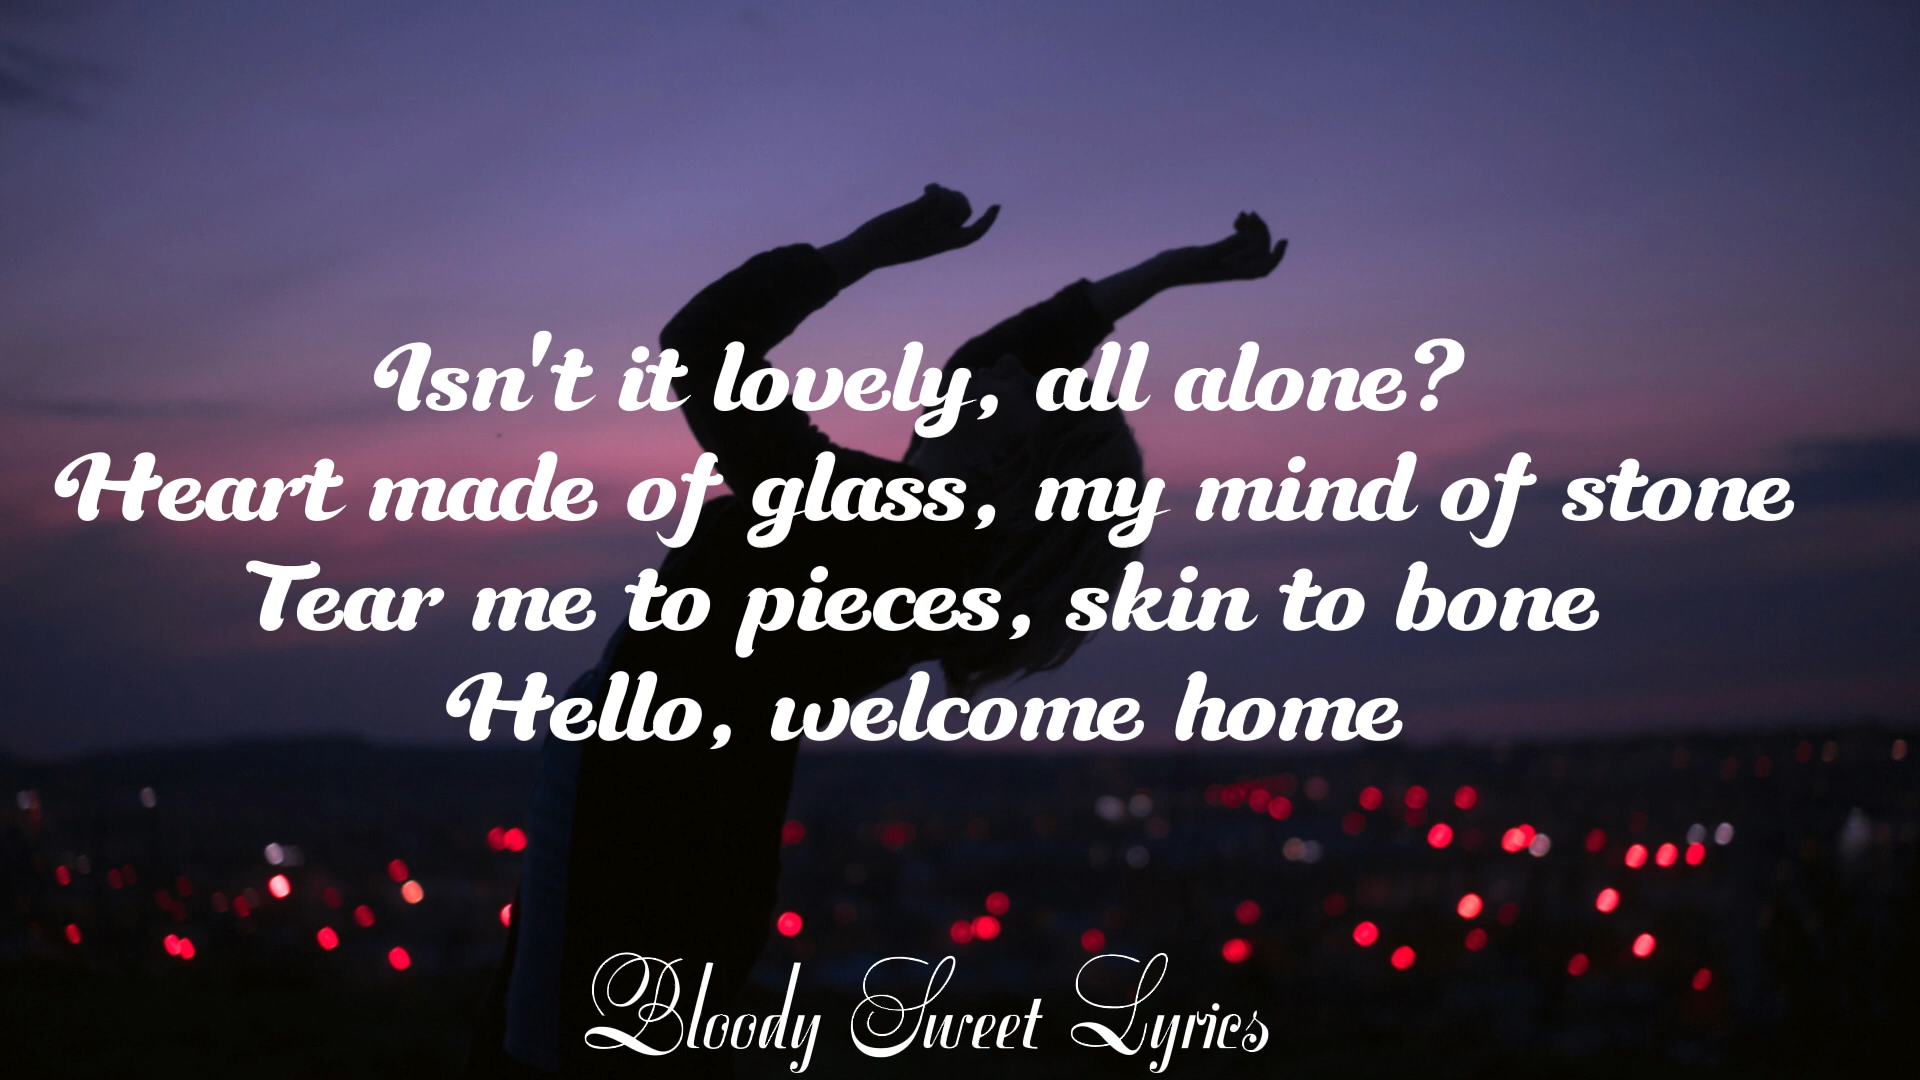 Isn't it lovely, all alone?
Heart made of glass, my mind of stone
Tear me to pieces, skin to bone
Hello, welcome home
Bloody Sweet Lyrics